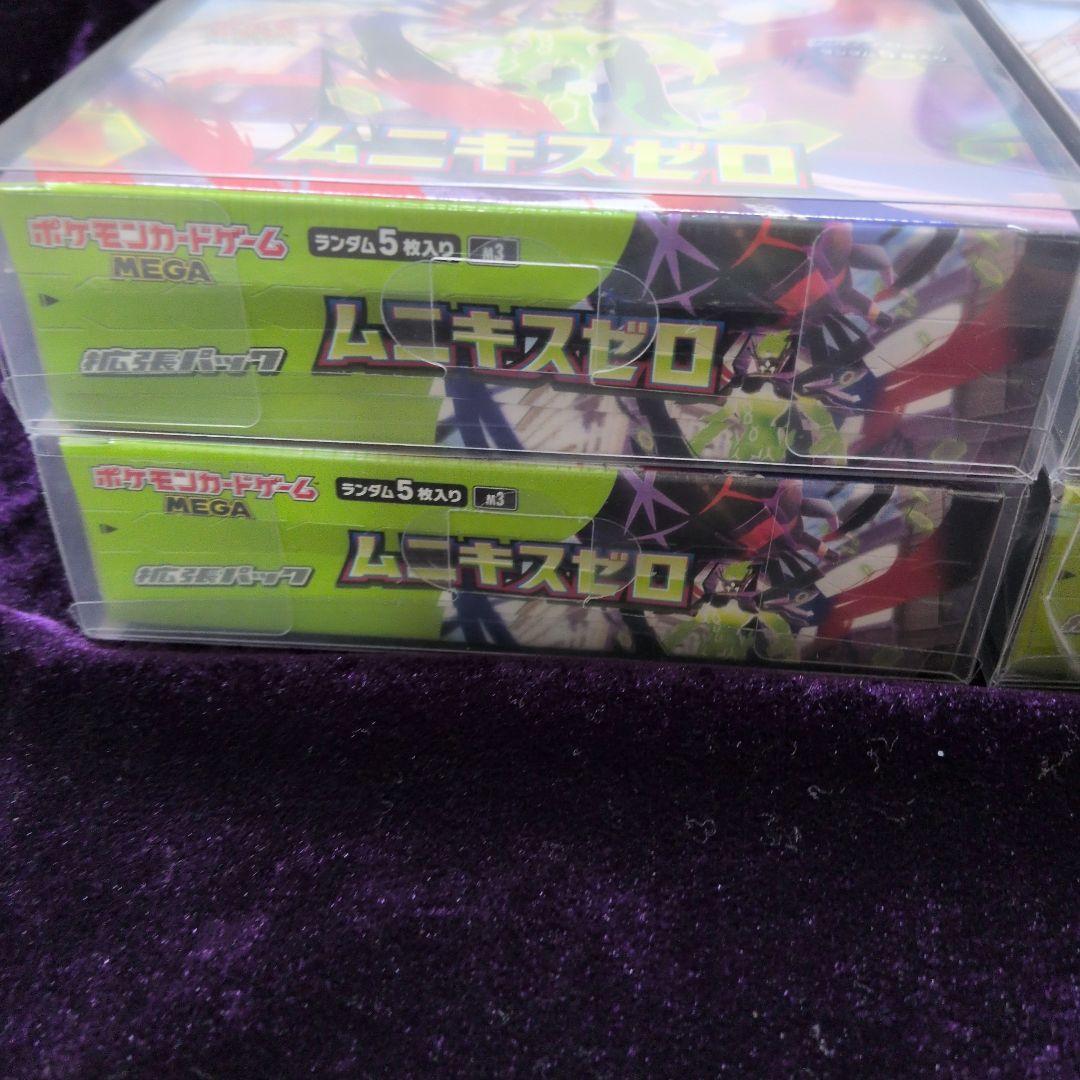 ムニキスゼロ
ポケモンカードゲーム
MEGA
ランダム5枚入り M3
拡張パック
ムニキスゼロ
ポケモンカードゲーム
MEGA
ランダム5枚入り M3
拡張パック
ムニキスゼロ